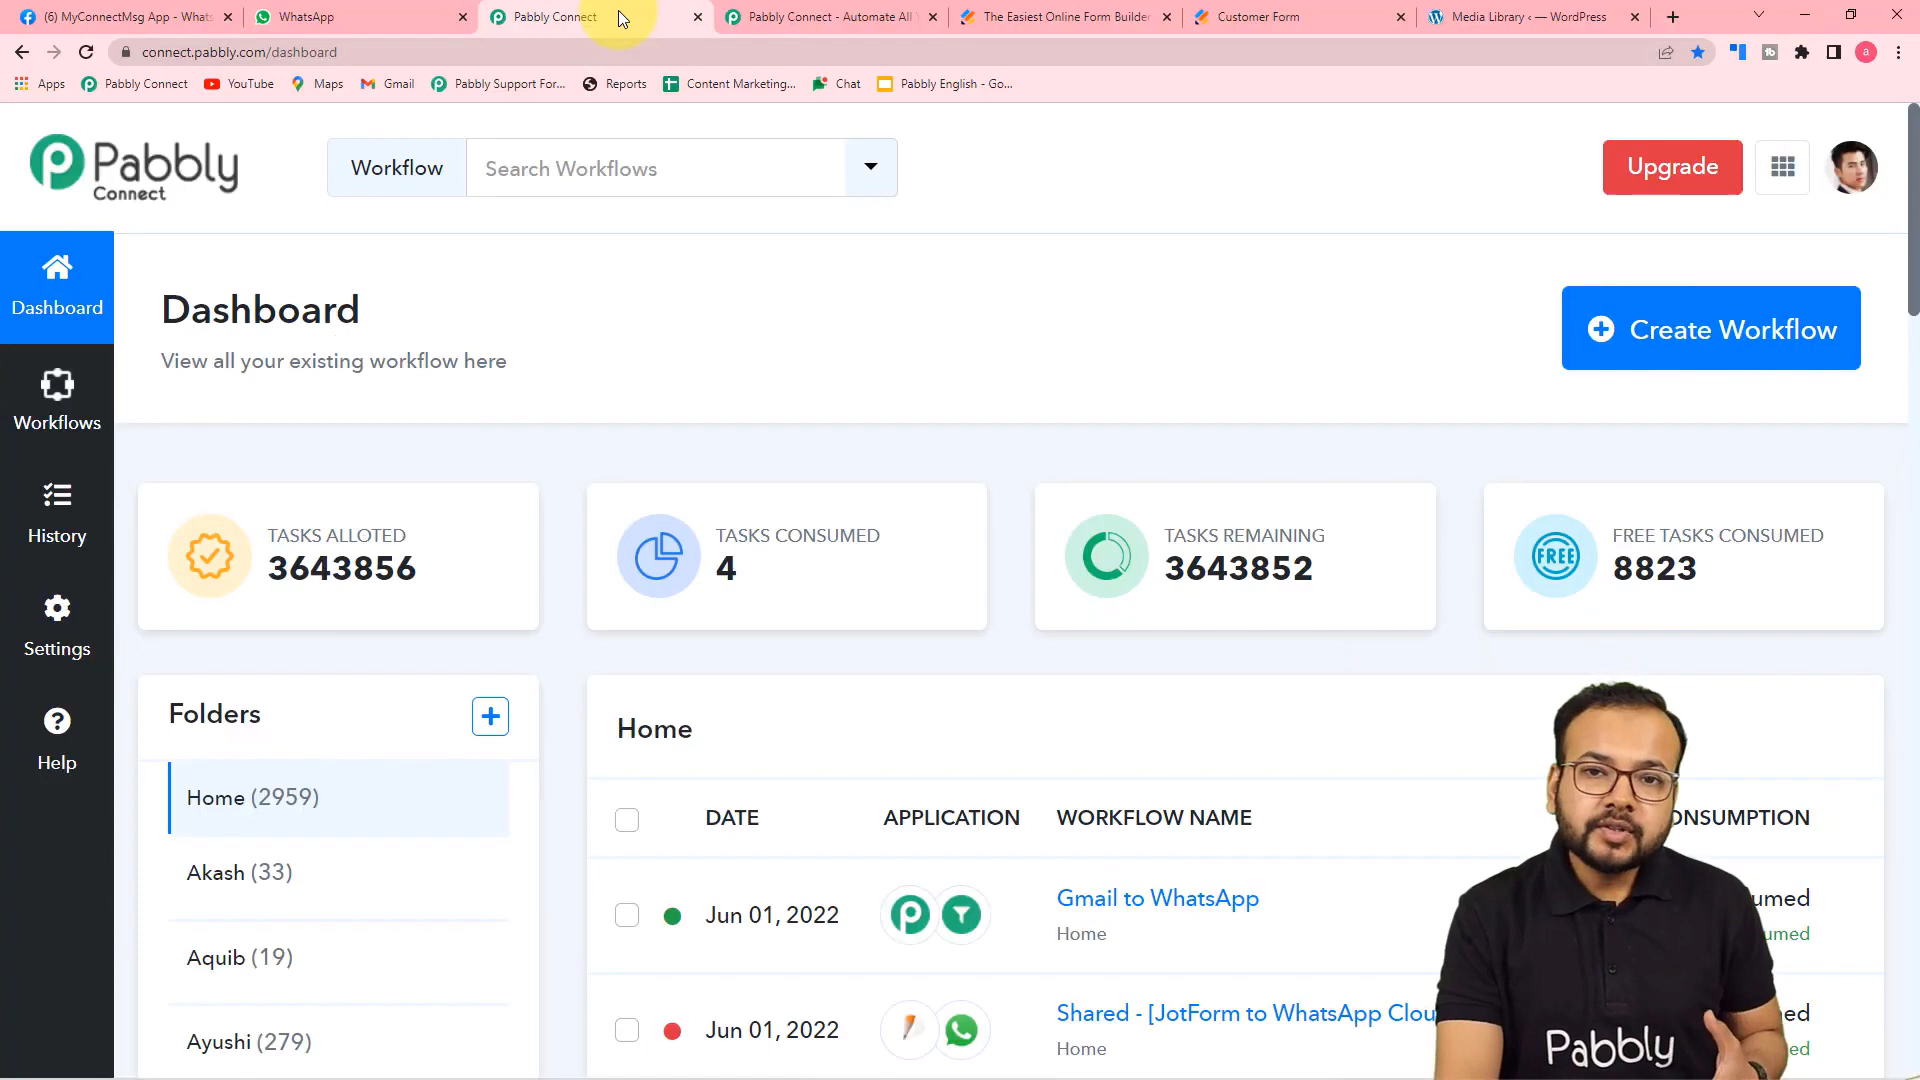 (6) MyConnectMsg App - Whats
WhatsApp
Pabbly Connect
Pabbly Connect - Automate All
The Easiest Online Form Builder
Customer Form
Media Library ‹ — WordPress
connect.pabbly.com/dashboard
Apps
Pabbly Connect
YouTube
Maps
Gmail
Pabbly Support For...
Reports
Content Marketing...
Chat
Pabbly English - Go...
Pabbly
Connect
Workflow
Search Workflows
Upgrade
Dashboard
Workflows
History
Settings
Help
Dashboard
View all your existing workflow here
Create Workflow
TASKS ALLOTED
3643856
TASKS CONSUMED
4
TASKS REMAINING
3643852
FREE
FREE TASKS CONSUMED
8823
Folders
Home (2959)
Akash (33)
Aquib (19)
Ayushi (279)
Home
DATE
APPLICATION
WORKFLOW NAME
ONSUMPTION
Jun 01, 2022
Gmail to WhatsApp
Home
umed
umed
Jun 01, 2022
Shared - [JotForm to WhatsApp Clou
Home
ed
ed
Pabbly